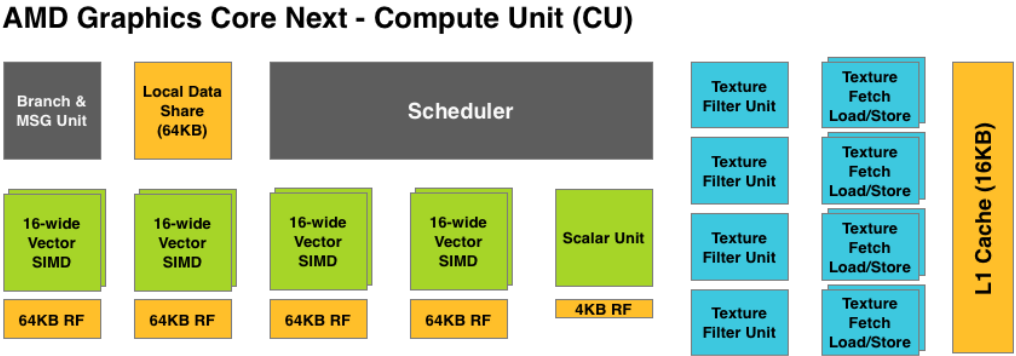 AMD Graphics Core Next - Compute Unit (CU)
Branch &
MSG Unit
Local Data
Share
(64KB)
Scheduler
Texture
Filter Unit
Texture
Fetch
Load/Store
L1 Cache (16KB)
Texture
Filter Unit
Texture
Fetch
Load/Store
16-wide
Vector
SIMD
16-wide
Vector
SIMD
16-wide
Vector
SIMD
16-wide
Vector
SIMD
Scalar Unit
Texture
Filter Unit
Texture
Fetch
Load/Store
64KB RF
64KB RF
64KB RF
64KB RF
4KB RF
Texture
Filter Unit
Texture
Fetch
Load/Store